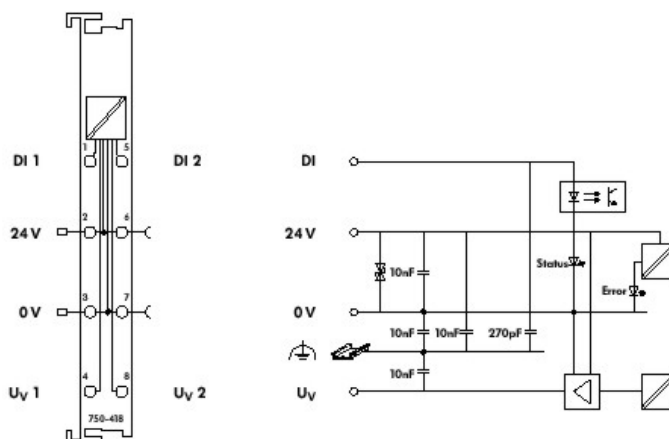 1 5
DI 1 DI 2
2 6
24 V
3 7
0 V
4 8
UV 1 UV 2
750-418
DI
24 V
10nF Status
Error
0 V
10nF 10nF 270pF
10nF
UV